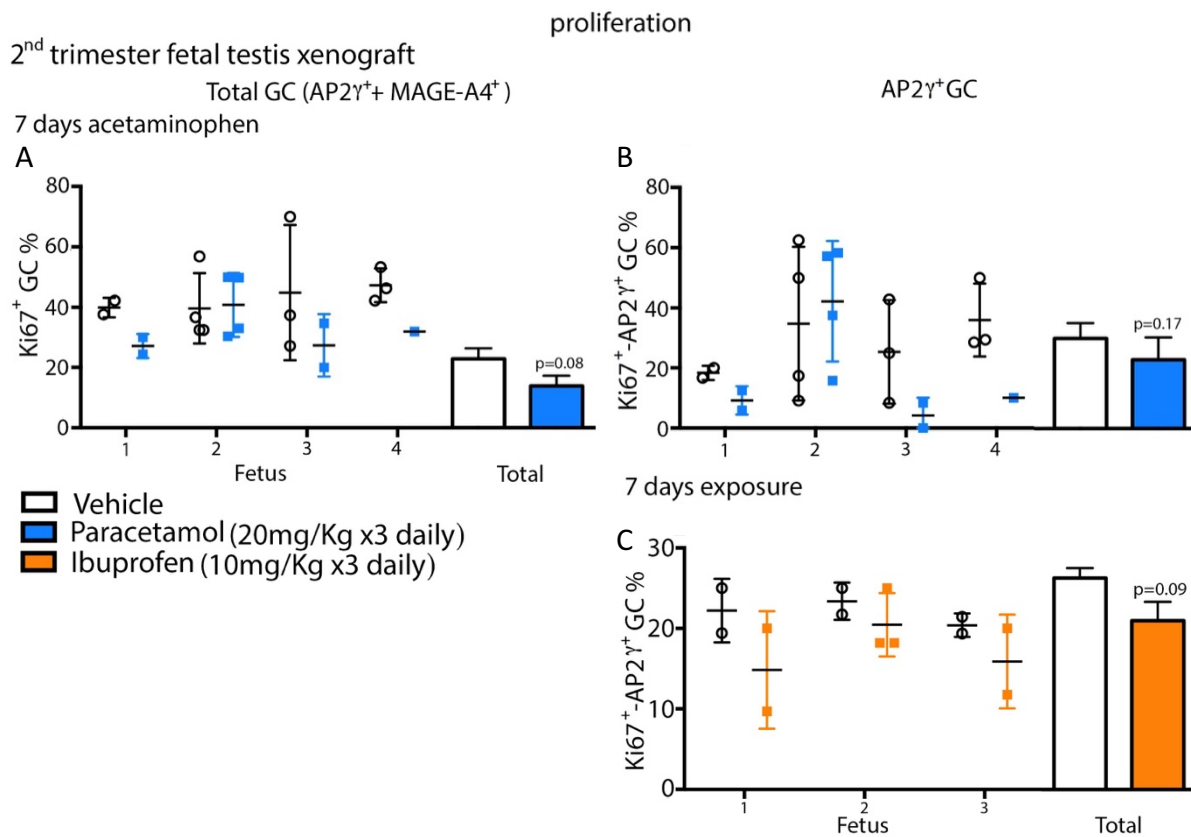 proliferation
2nd trimester fetal testis xenograft
Total GC (AP2γ++ MAGE-A4+)
AP2γ+GC
7 days acetaminophen
A
B
Ki67+ GC %
80
60
40
20
0
1
2
3
4
Fetus
Total
p=0.08
Ki67+-AP2γ+ GC %
80
60
40
20
0
1
2
3
4
p=0.17
Vehicle
Paracetamol (20mg/Kg x3 daily)
Ibuprofen (10mg/Kg x3 daily)
7 days exposure
C
Ki67+-AP2γ+ GC %
30
20
10
0
1
2
3
Fetus
Total
p=0.09